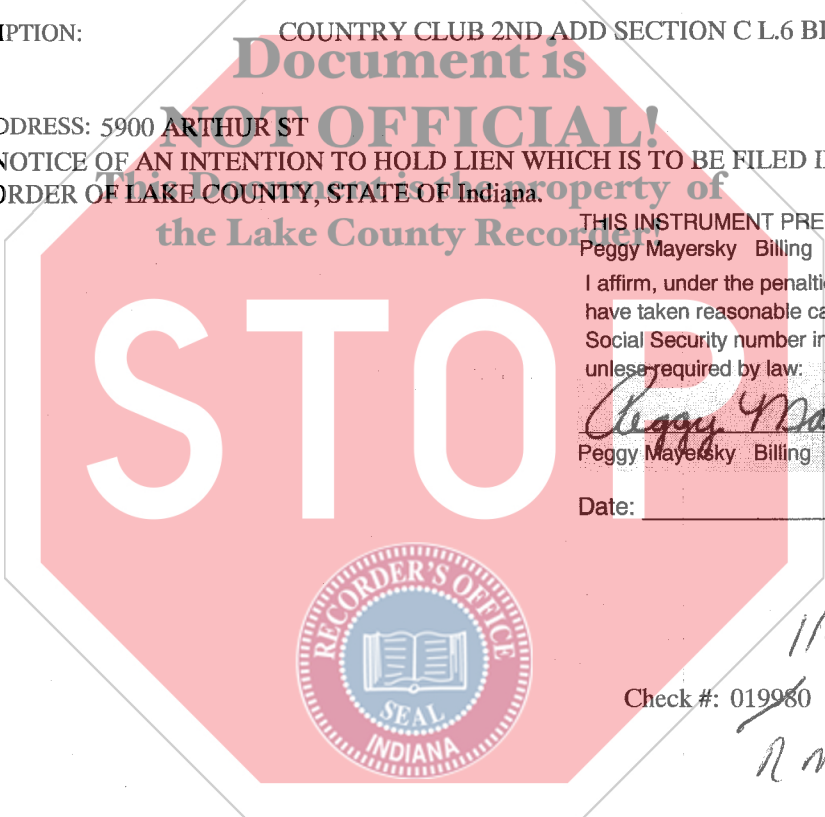 IPTION: COUNTRY CLUB 2ND ADD SECTION C L.6
Document is
NOT OFFICIAL!
DDRESS: 5900 ARTHUR ST
NOTICE OF AN INTENTION TO HOLD LIEN WHICH IS TO BE FILED
ORDER OF LAKE COUNTY, STATE OF Indiana.
This Document is the property of
the Lake County Recorder!
THIS INSTRUMENT PRE
Peggy Mayersky Billing
I affirm, under the penalti
have taken reasonable ca
Social Security number in
unless required by law:
Peggy Ma
Peggy Mayersky Billing
Date:
STOP
RECORDER'S OFFICE
SEAL
INDIANA
11
Check #: 019980